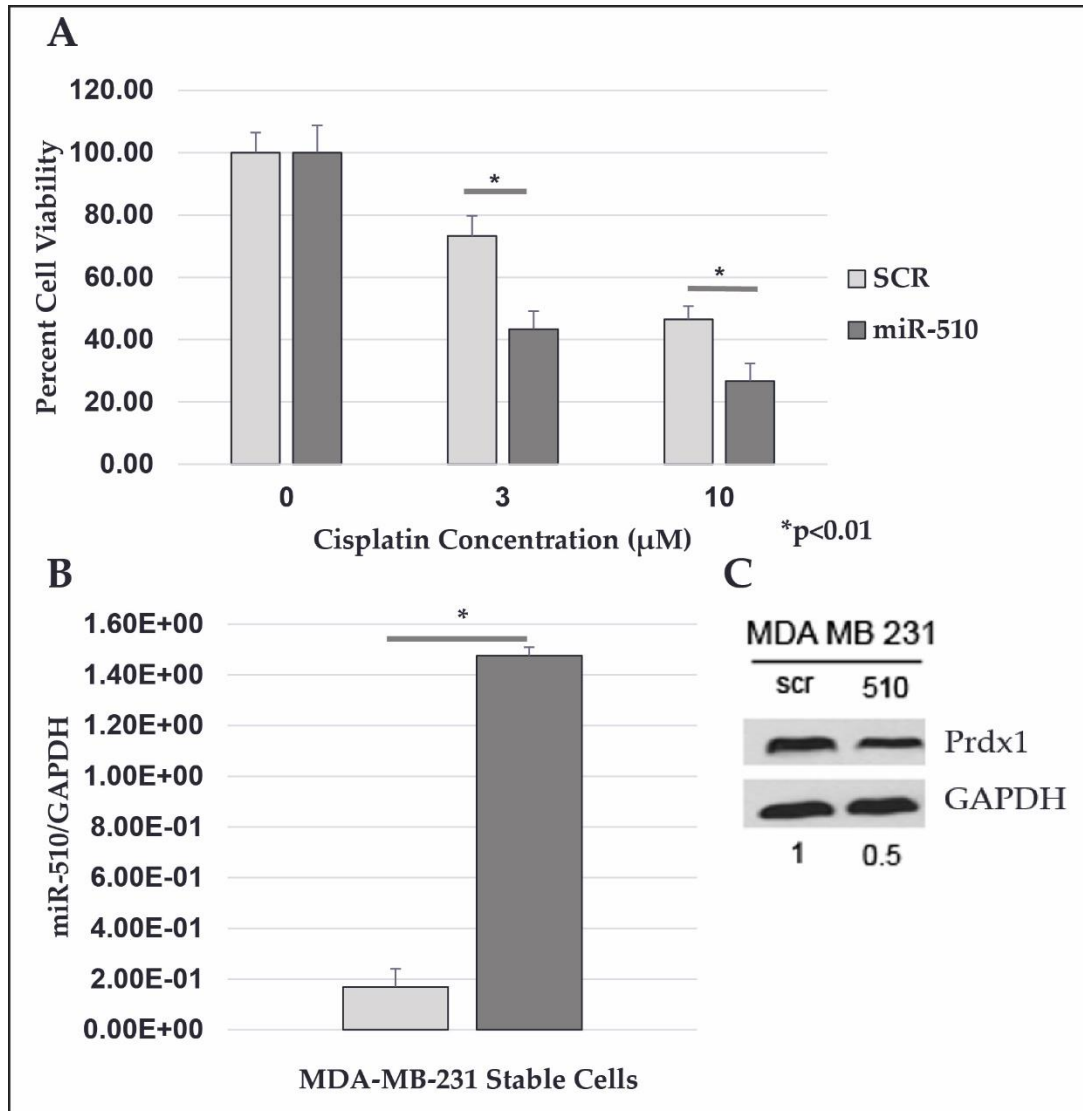 A
120.00
100.00
80.00
60.00
40.00
20.00
0.00
Percent Cell Viability
*
*
SCR
miR-510
0 3 10
Cisplatin Concentration (µM)
*p<0.01
B
1.60E+00
1.40E+00
1.20E+00
1.00E+00
8.00E-01
6.00E-01
4.00E-01
2.00E-01
0.00E+00
miR-510/GAPDH
*
MDA-MB-231 Stable Cells
C
MDA MB 231
scr 510
Prdx1
GAPDH
1 0.5